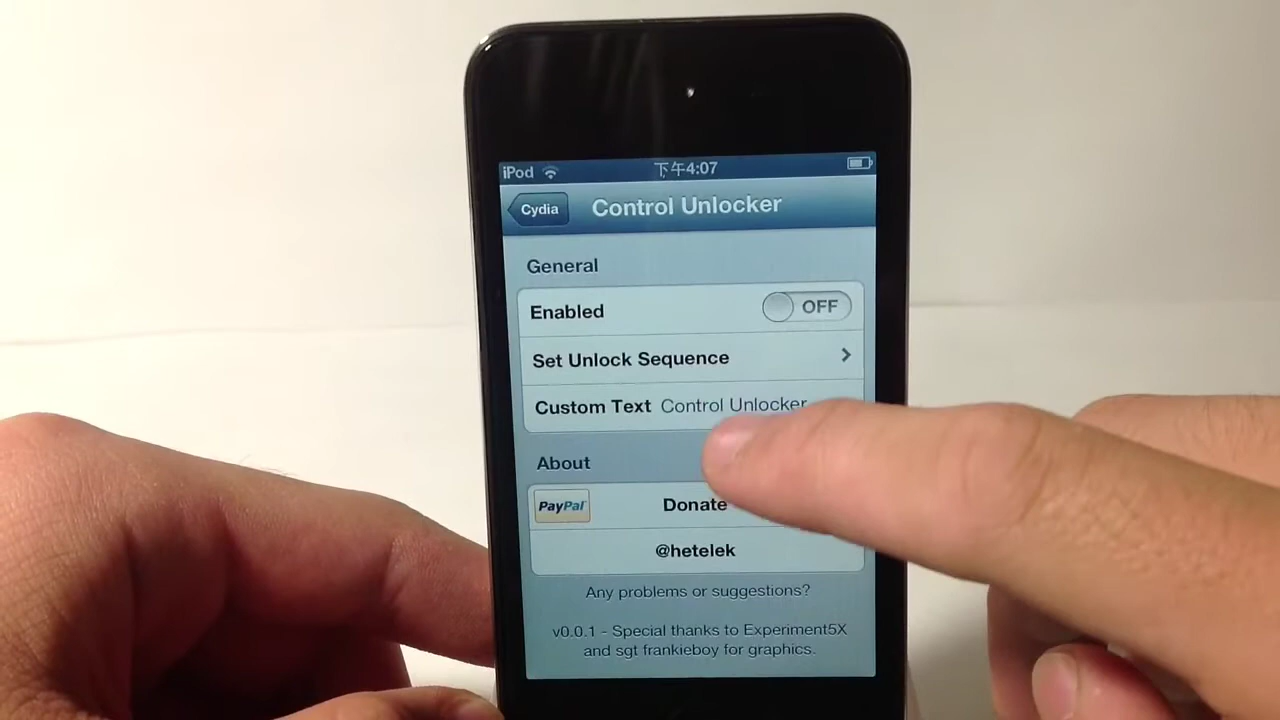 iPod 下午4:07
Cydia Control Unlocker
General
Enabled OFF
Set Unlock Sequence
Custom Text Control Unlocker
About
PayPal Donate
@hetelek
Any problems or suggestions?
v0.0.1 - Special thanks to Experiment5X
and sgt frankieboy for graphics.